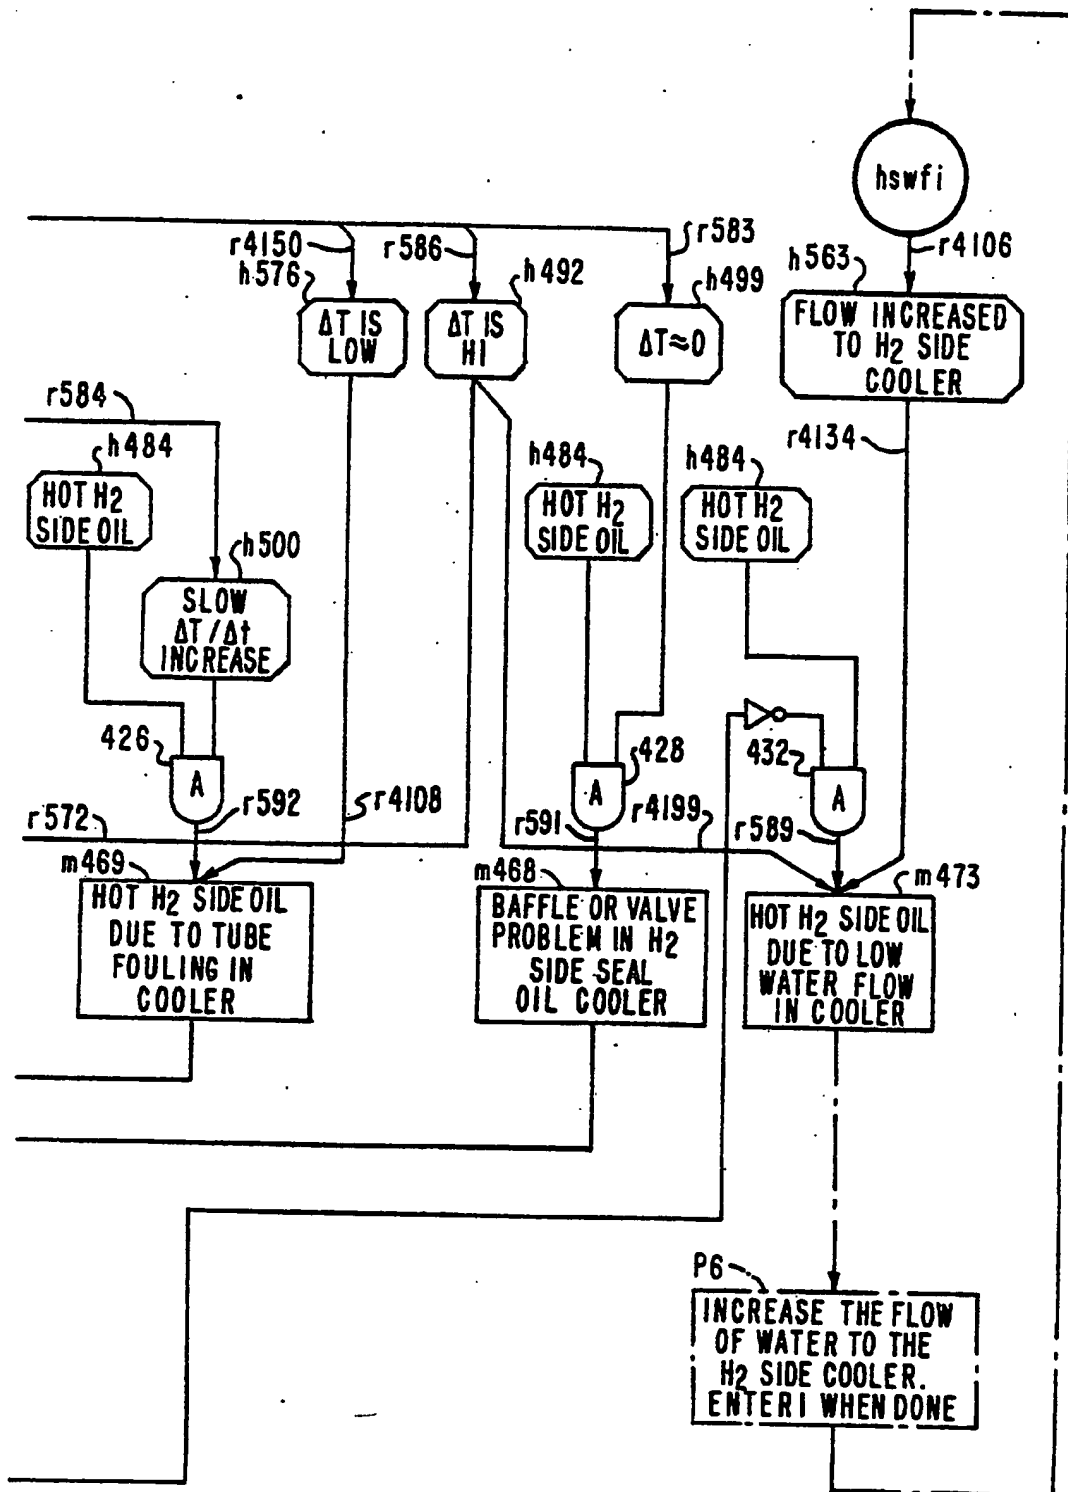 hswfi
r4106
r4150
h576
r586
h492
r583
h499
h563
ΔT IS
LOW
ΔT IS
HI
ΔT≈0
FLOW INCREASED
TO H2 SIDE
COOLER
r584
h484
HOT H2
SIDE OIL
h484
HOT H2
SIDE OIL
h484
HOT H2
SIDE OIL
r4134
h500
SLOW
ΔT/Δt
INCREASE
426
A
r592
r572
r4108
428
A
r591
r4199
432
A
r589
m469
HOT H2 SIDE OIL
DUE TO TUBE
FOULING IN
COOLER
m468
BAFFLE OR VALVE
PROBLEM IN H2
SIDE SEAL
OIL COOLER
m473
HOT H2 SIDE OIL
DUE TO LOW
WATER FLOW
IN COOLER
P6
INCREASE THE FLOW
OF WATER TO THE
H2 SIDE COOLER.
ENTER1 WHEN DONE